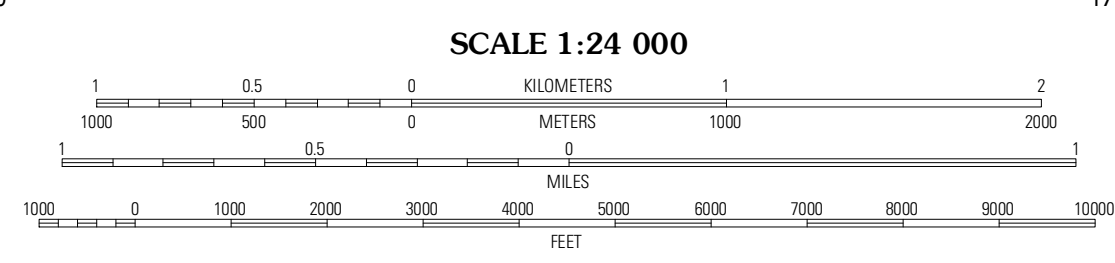 SCALE 1:24 000
1 0.5 0 KILOMETERS 1 2
1000 500 0 METERS 1000 2000
1 0.5 0 1
MILES
1000 0 1000 2000 3000 4000 5000 6000 7000 8000 9000 10000
FEET